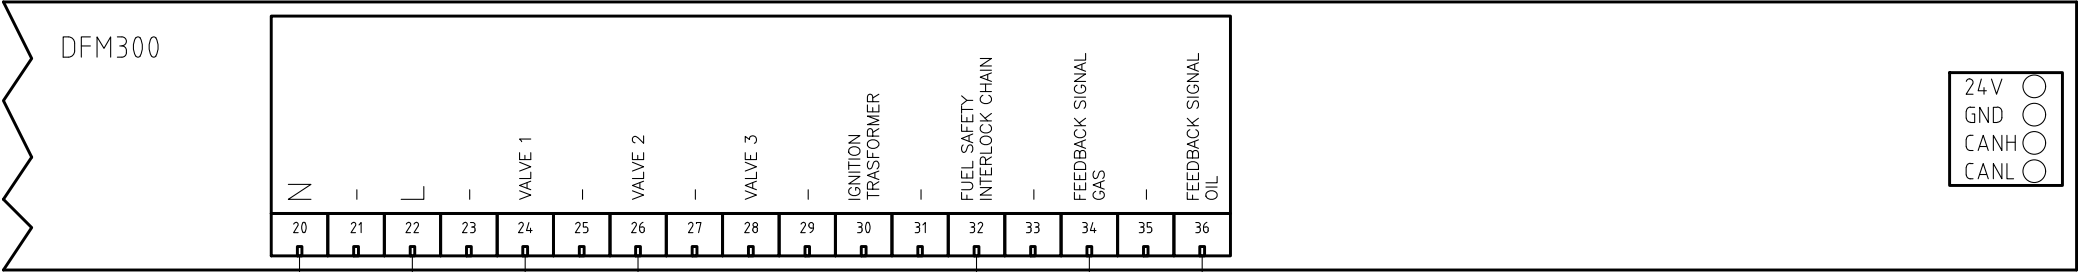 DFM300
N
-
L
-
VALVE 1
-
VALVE 2
-
VALVE 3
-
IGNITION
TRASFORMER
-
FUEL SAFETY
INTERLOCK CHAIN
-
FEEDBACK SIGNAL
GAS
-
FEEDBACK SIGNAL
OIL
20 21 22 23 24 25 26 27 28 29 30 31 32 33 34 35 36
24V
GND
CANH
CANL